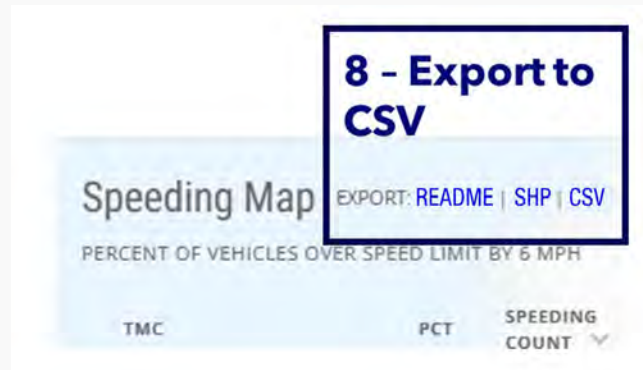 8 – Export to
CSV
Speeding Map EXPORT: README | SHP | CSV
PERCENT OF VEHICLES OVER SPEED LIMIT BY 6 MPH
TMC PCT SPEEDING
COUNT